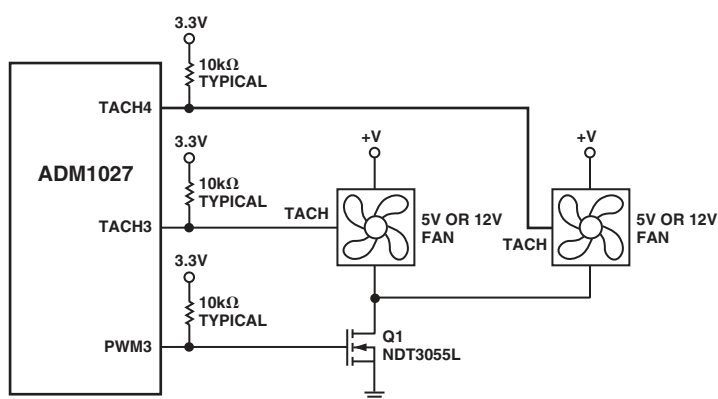 3.3V
10kΩ
TYPICAL
TACH4
3.3V
+V
+V
ADM1027
10kΩ
TYPICAL
TACH
5V OR 12V
FAN
5V OR 12V
FAN
TACH3
TACH
3.3V
10kΩ
TYPICAL
PWM3
Q1
NDT3055L